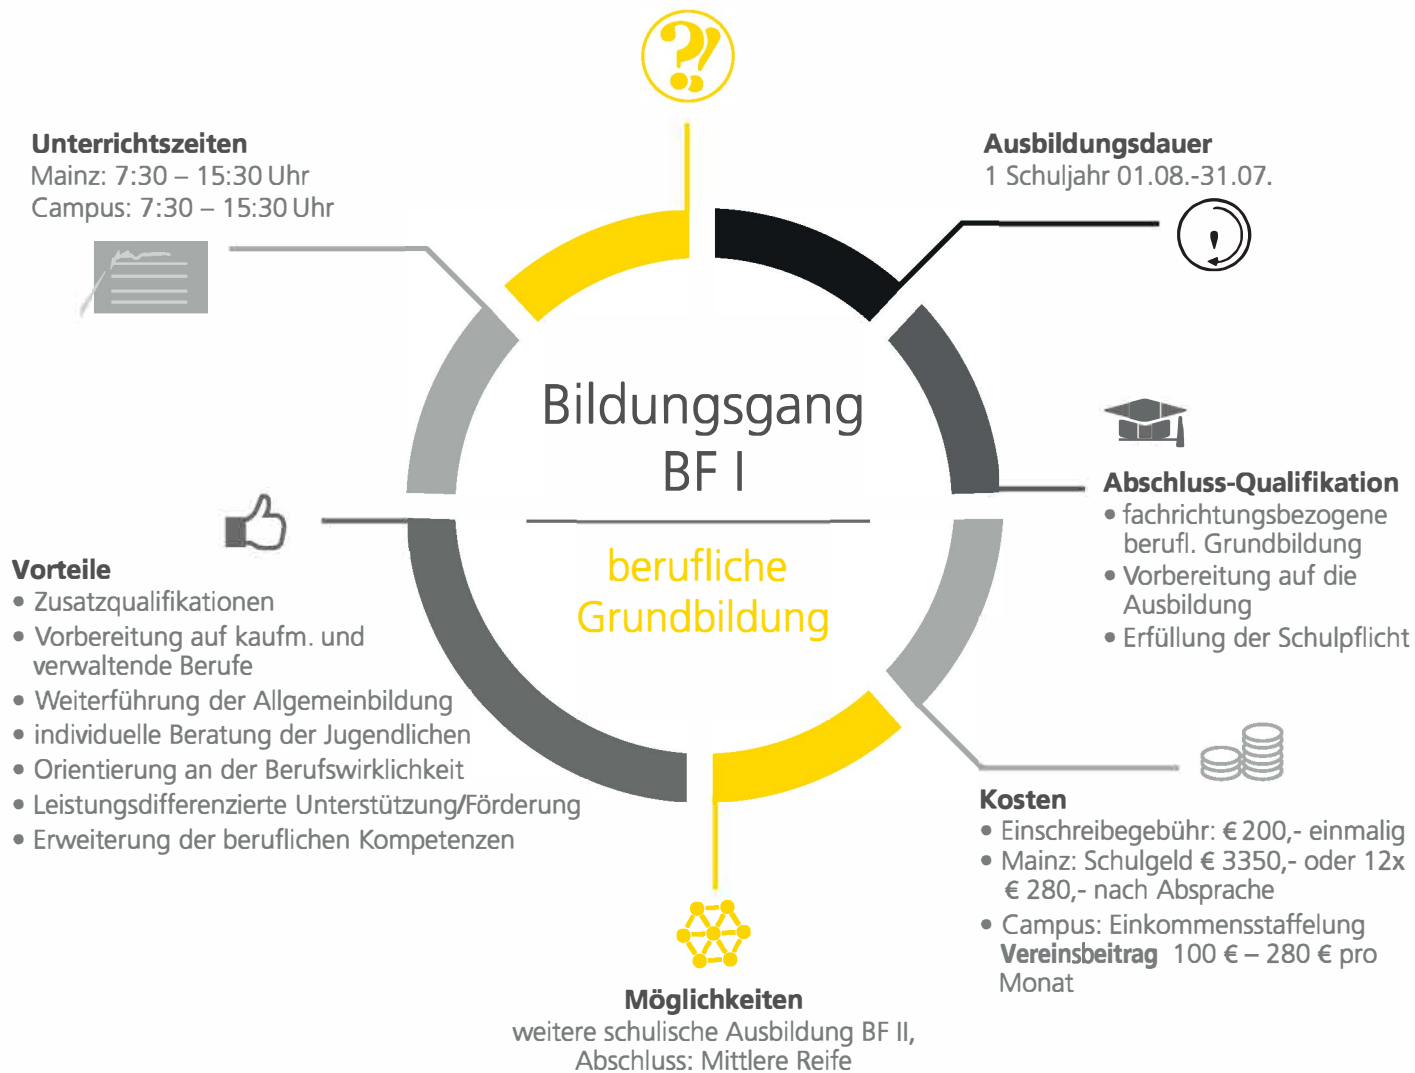 ?!
Unterrichtszeiten
Mainz: 7:30 – 15:30 Uhr
Campus: 7:30 – 15:30 Uhr
Ausbildungsdauer
1 Schuljahr 01.08.-31.07.
Bildungsgang
BF I
berufliche
Grundbildung
Abschluss-Qualifikation
• fachrichtungsbezogene
berufl. Grundbildung
• Vorbereitung auf die
Ausbildung
• Erfüllung der Schulpflicht
Vorteile
• Zusatzqualifikationen
• Vorbereitung auf kaufm. und
verwaltende Berufe
• Weiterführung der Allgemeinbildung
• individuelle Beratung der Jugendlichen
• Orientierung an der Berufswirklichkeit
• Leistungsdifferenzierte Unterstützung/Förderung
• Erweiterung der beruflichen Kompetenzen
Kosten
• Einschreibegebühr: € 200,- einmalig
• Mainz: Schulgeld € 3350,- oder 12x
€ 280,- nach Absprache
• Campus: Einkommensstaffelung
Vereinsbeitrag 100 € – 280 € pro
Monat
Möglichkeiten
weitere schulische Ausbildung BF II,
Abschluss: Mittlere Reife